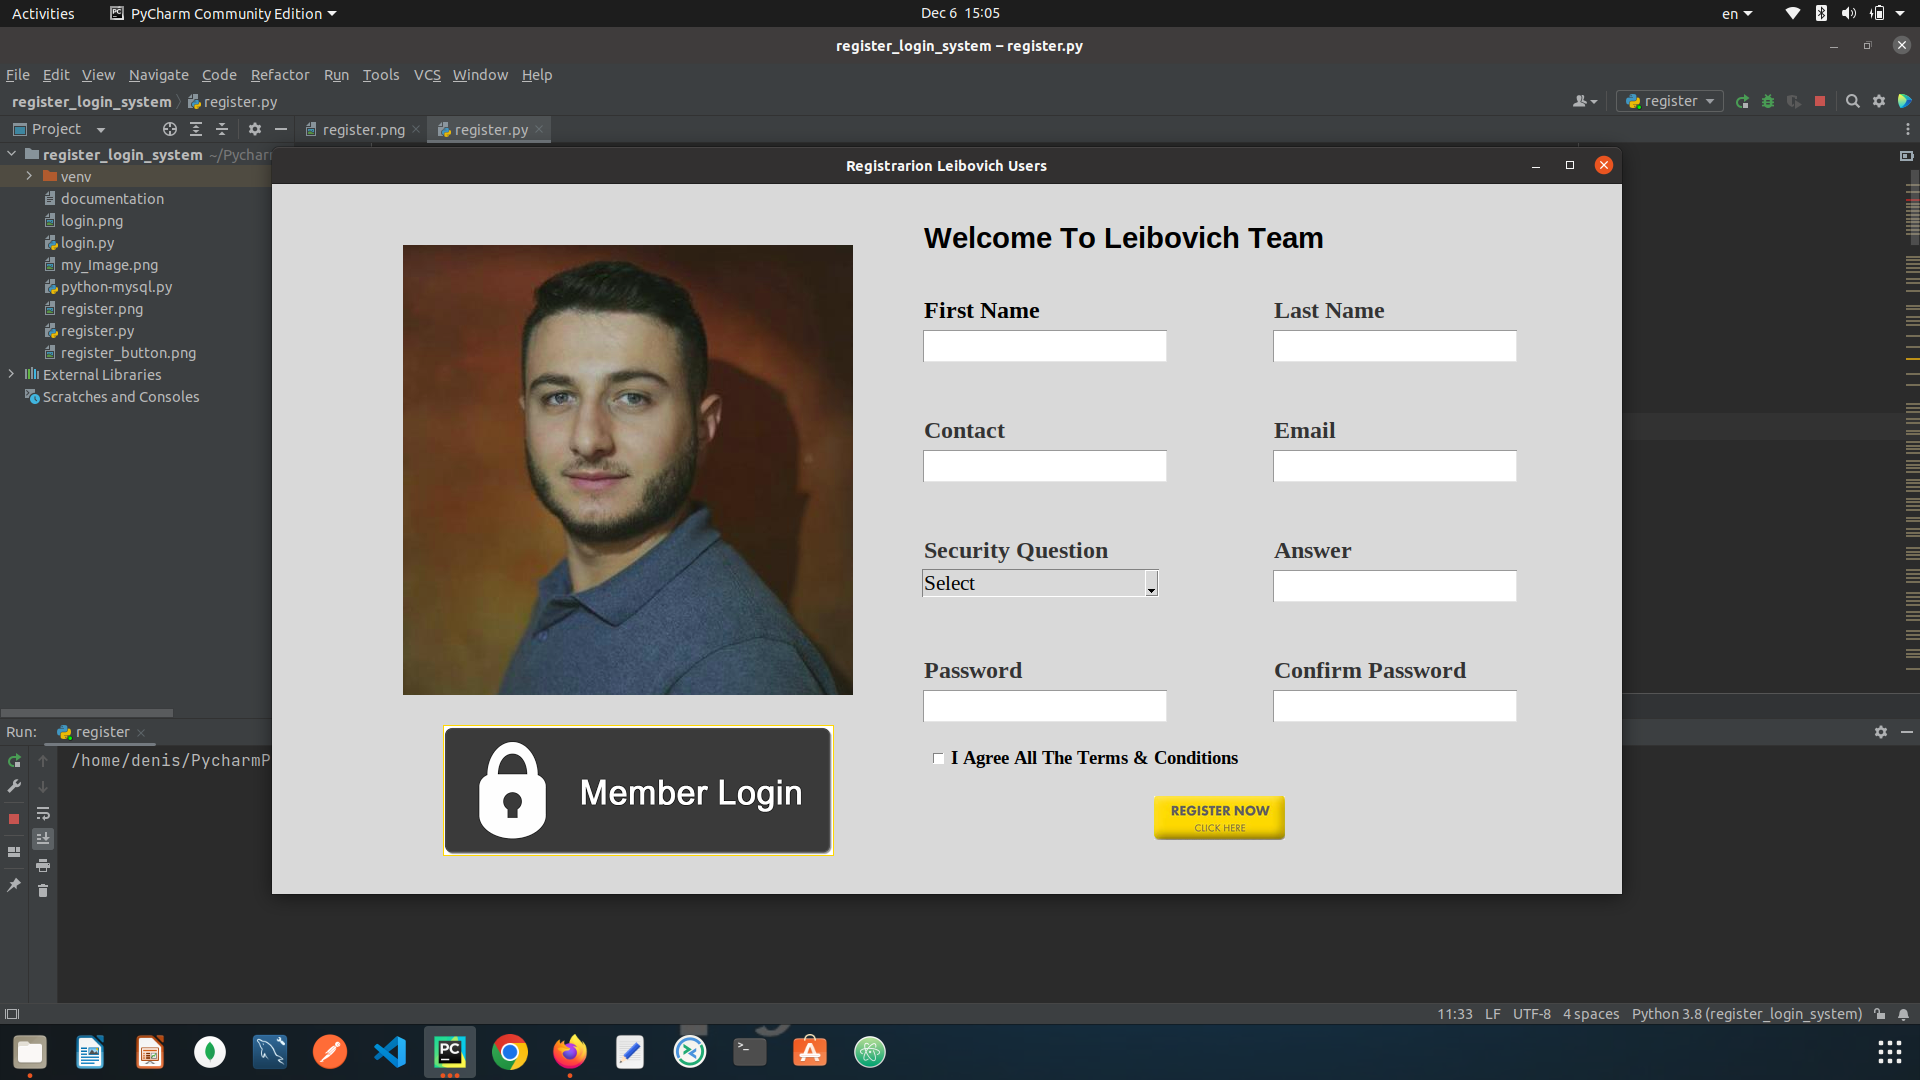 Activities PyCharm Community Edition Dec 6 15:05 en
register_login_system – register.py
File Edit View Navigate Code Refactor Run Tools VCS Window Help
register_login_system register.py register
Project register.png register.py
register_login_system ~/Pychar
Registrarion Leibovich Users
venv
documentation
login.png
login.py
my_Image.png
python-mysql.py
register.png
register.py
register_button.png
External Libraries
Scratches and Consoles
Welcome To Leibovich Team
First Name Last Name
Contact Email
Security Question Answer
Select
Password Confirm Password
I Agree All The Terms & Conditions
REGISTER NOW
CLICK HERE
Member Login
Run: register
/home/denis/PycharmP
11:33 LF UTF-8 4 spaces Python 3.8 (register_login_system)
PC